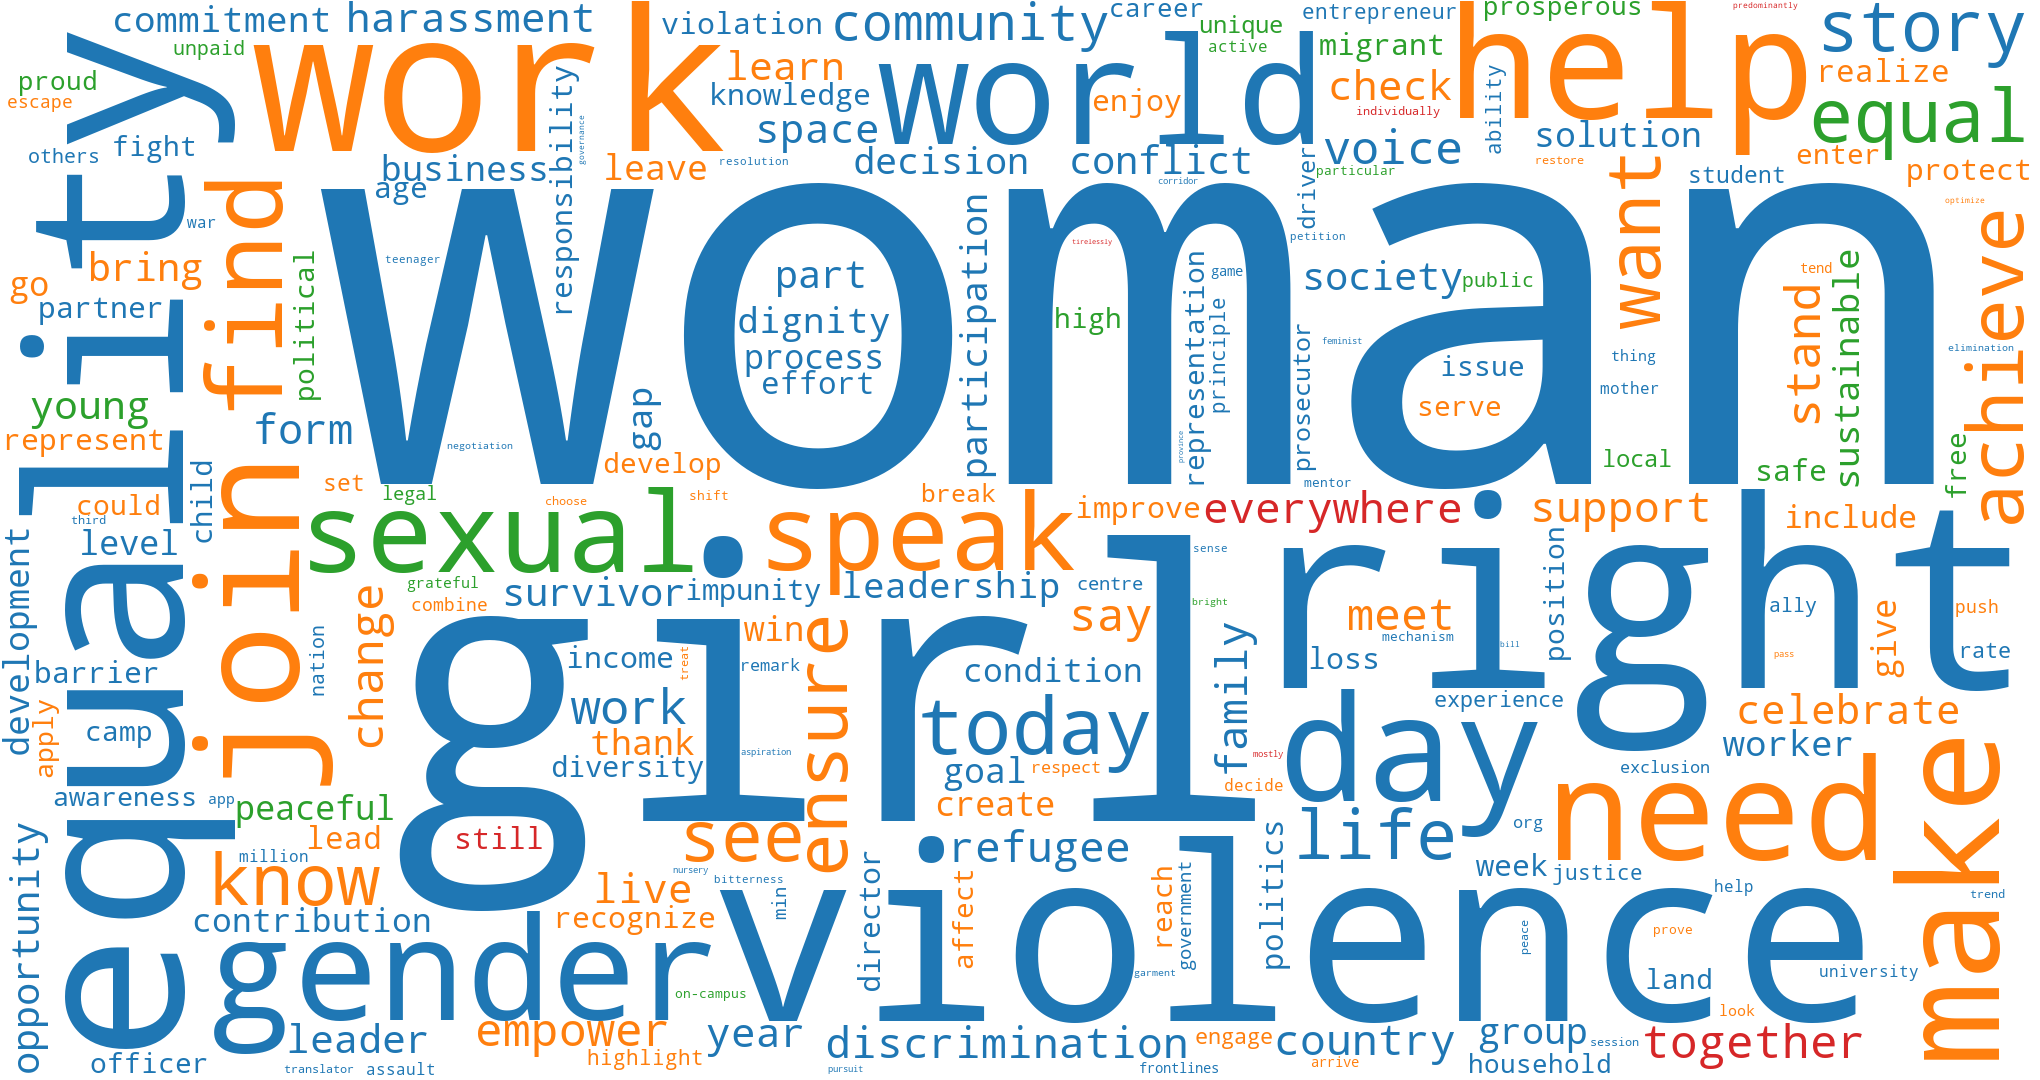 commitment
harassment
violation
community
career
unique
entrepreneur
prosperous
predominantly
story
unpaid
work
world
active
migrant
help
realize
proud
escape
equality
learn
knowledge
enjoy
check
individually
ability
equal
others
fight
responsibility
governance
space
decision
conflict
voice
solution
restore
enter
protect
business
leave
resolution
age
corridor
driver
particular
want
student
optimize
war
find
woman
participation
tirelessly
petition
achieve
go
bring
political
teenager
part
representation
game
society
public
tend
sustainable
partner
dignity
high
principle
prosecutor
feminist
stand
elimination
process
effort
issue
thing
mother
young
form
gap
serve
represent
negotiation
province
local
safe
free
develop
set
legal
choose
shift
break
mentor
could
child
third
sexual
speak
improve
everywhere
support
include
level
development
join
sense
right
grateful
combine
survivor
impunity
leadership
centre
bright
position
ally
push
change
girl
win
say
meet
mechanism
bill
give
nation
barrier
income
treat
remark
condition
family
loss
pass
rate
ensure
experience
apply
camp
work
today
day
celebrate
thank
aspiration
mostly
worker
diversity
goal
respect
decide
exclusion
need
make
awareness
app
peaceful
create
lead
still
see
refugee
life
org
opportunity
million
know
nursery
bitterness
week
justice
help
trend
live
min
director
affect
reach
government
politics
contribution
recognize
gender
violence
peace
prove
land
university
garment
on-campus
look
officer
leader
empower
year
discrimination
engage
country
group
session
together
translator
assault
highlight
pursuit
frontlines
arrive
household